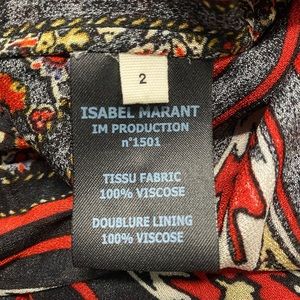 2
ISABEL MARANT
IM PRODUCTION
n°1501
TISSU FABRIC
100% VISCOSE
DOUBLURE LINING
100% VISCOSE